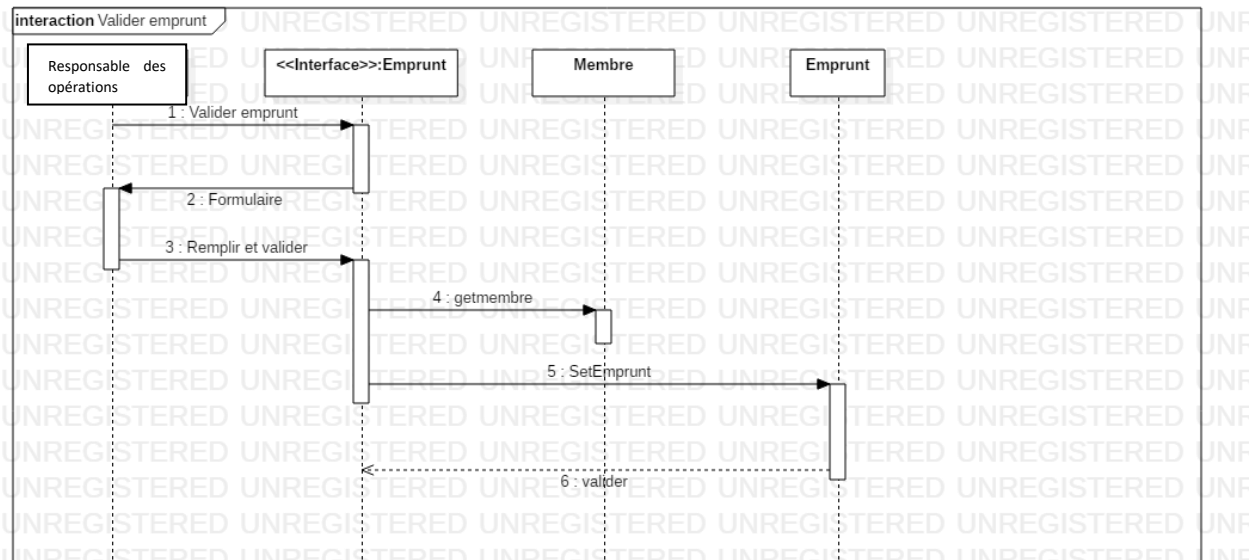 interaction Valider emprunt
Responsable des
opérations
<<Interface>>:Emprunt
Membre
Emprunt
1 : Valider emprunt
2 : Formulaire
3 : Remplir et valider
4 : getmembre
5 : SetEmprunt
6 : valider
UNREGISTERED